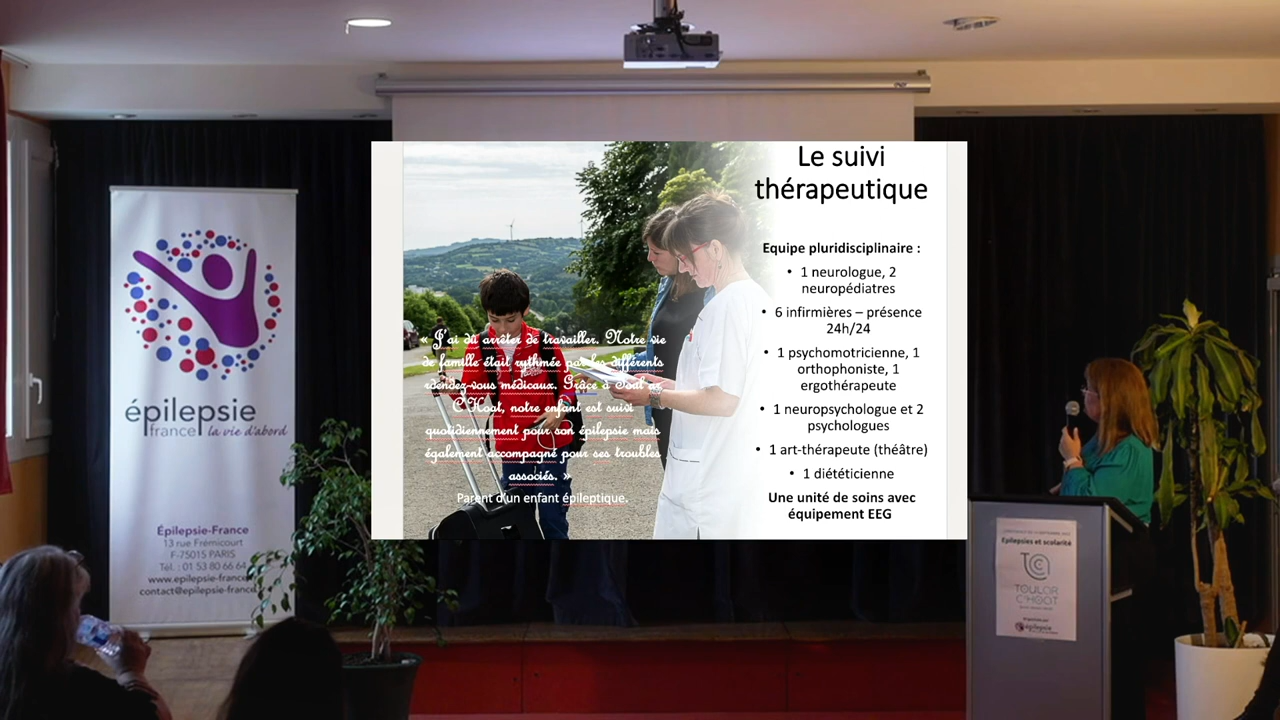 Le suivi
thérapeutique
Equipe pluridisciplinaire :
• 1 neurologue, 2
neuropédiatres
• 6 infirmières – présence
24h/24
• 1 psychomotricienne, 1
orthophoniste, 1
ergothérapeute
• 1 neuropsychologue et 2
psychologues
• 1 art-thérapeute (théâtre)
• 1 diététicienne
Une unité de soins avec
équipement EEG
« J'ai dû arrêter de travailler. Notre vie
de famille était rythmée par les différents
rdendez-vous médicaux. Grâce à Toul ar
C'Hoat, notre enfant est suivi
quotidiennement pour son épilepsie mais
également accompagné pour ses troubles
associés. »
Parent d'un enfant épileptique.
épilepsie
france la vie d'abord
Épilepsie-France
13 rue Frémicourt
F-75015 PARIS
Tél. : 01 53 80 66 64
www.epilepsie-france
contact@epilepsie-france
Epilepsies et scolarité
TOUL AR
C'HOAT
épilepsie